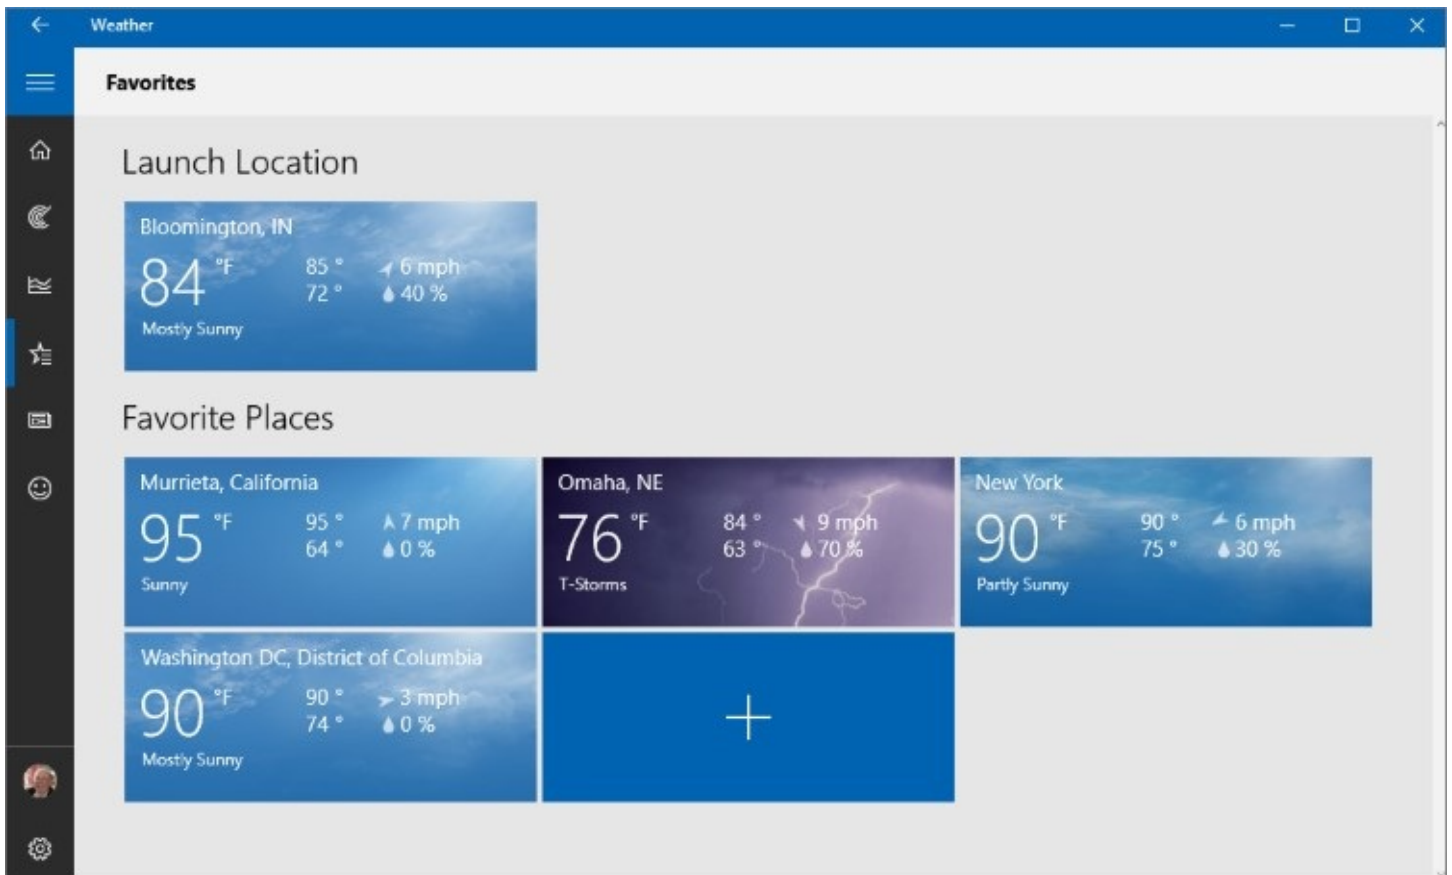 Weather
Favorites
Launch Location
Bloomington, IN
84 °F
85 °
6 mph
72 °
40 %
Mostly Sunny
Favorite Places
Murrieta, California
95 °F
95 °
7 mph
64 °
0 %
Sunny
Omaha, NE
76 °F
84 °
9 mph
63 °
70 %
T-Storms
New York
90 °F
90 °
6 mph
75 °
30 %
Partly Sunny
Washington DC, District of Columbia
90 °F
90 °
3 mph
74 °
0 %
Mostly Sunny